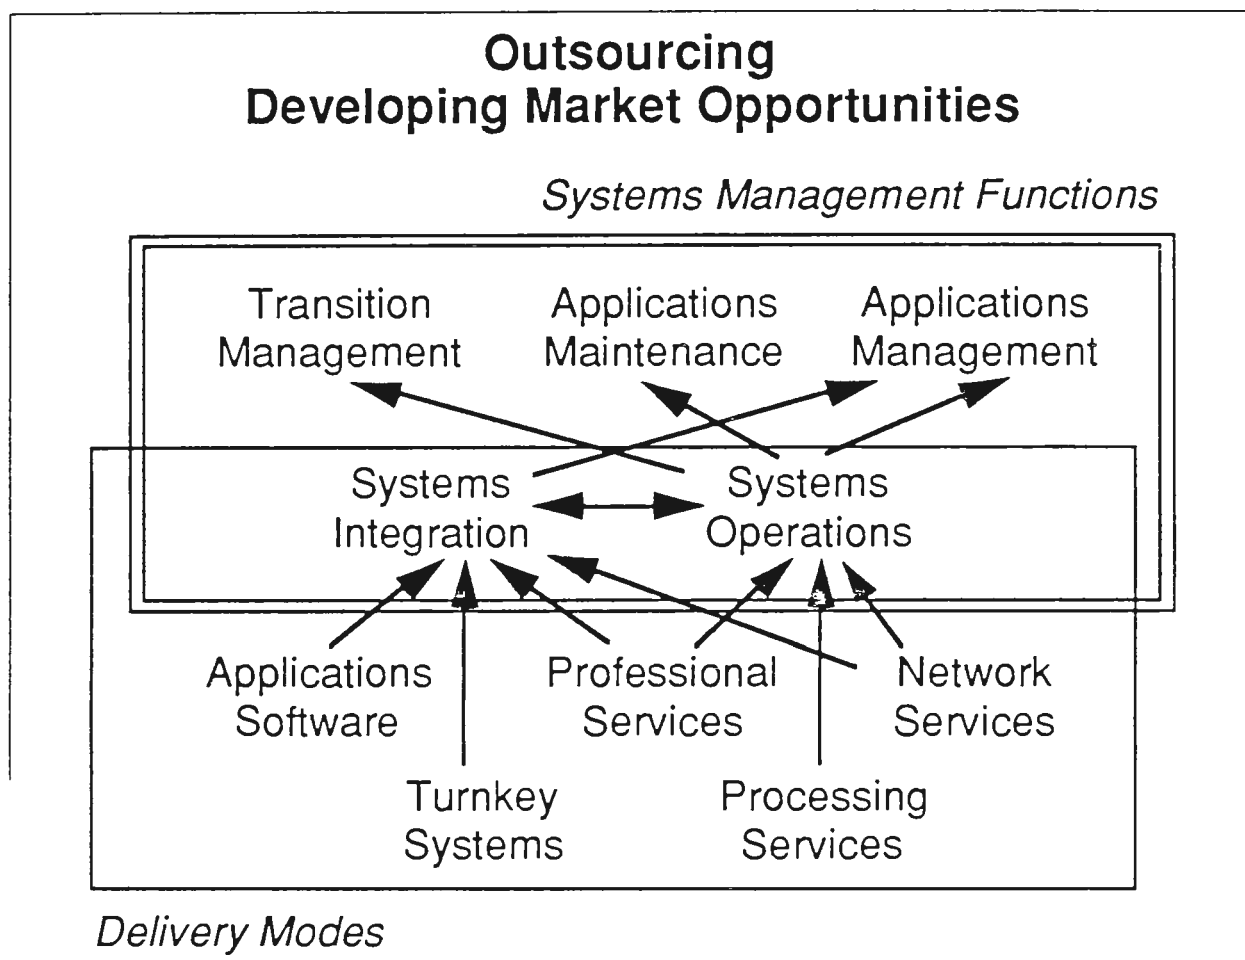 Outsourcing
Developing Market Opportunities
Systems Management Functions
Transition
Management
Applications
Maintenance
Applications
Management
Systems
Integration
Systems
Operations
Applications
Software
Professional
Services
Network
Services
Turnkey
Systems
Processing
Services
Delivery Modes